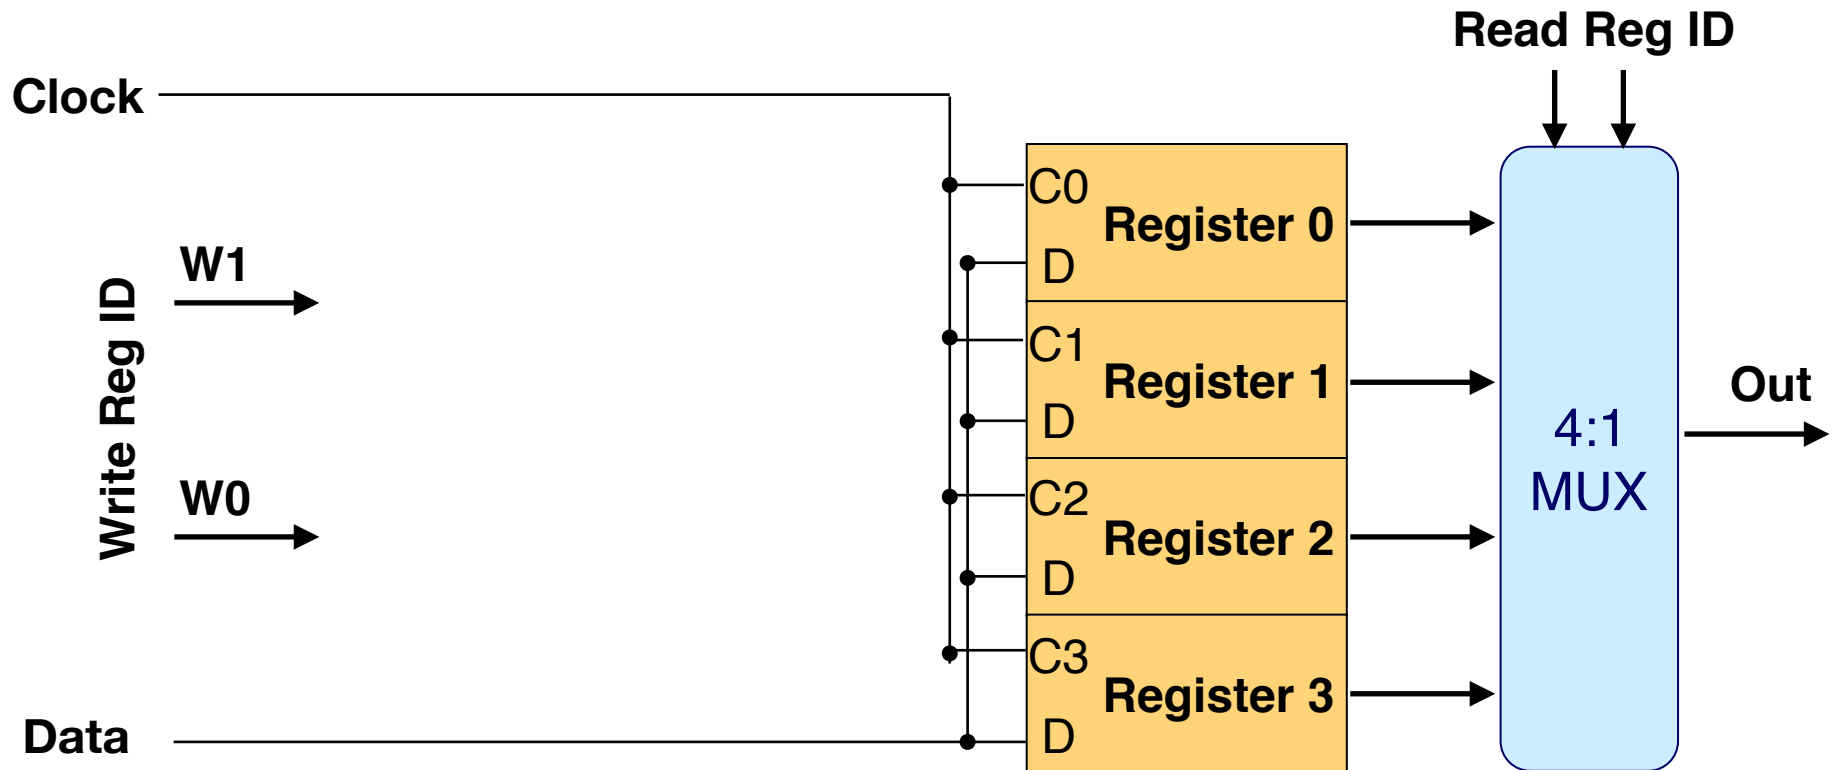 Read Reg ID
Clock
C0
Register 0
D
W1
Write Reg ID
C1
Register 1
D
Out
4:1
MUX
W0
C2
Register 2
D
C3
Register 3
Data
D